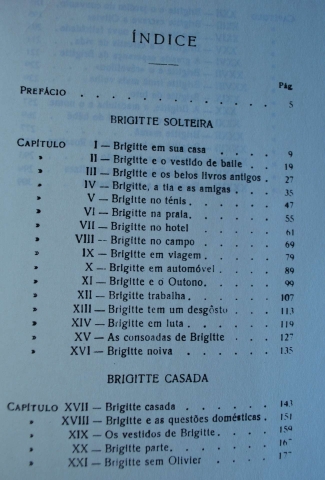 ÍNDICE
Pág.
PREFÁCIO . . . . . . . . . . . 5
BRIGITTE SOLTEIRA
CAPÍTULO I — Brigitte em sua casa . . . . . 9
» II — Brigitte e o vestido de baile . . 19
» III — Brigitte e os belos livros antigos . 27
» IV — Brigitte, a tia e as amigas . . . 35
» V — Brigitte no ténis . . . . . . 47
» VI — Brigitte na praia . . . . . . 55
» VII — Brigitte no hotel . . . . . . 61
» VIII — Brigitte no campo . . . . . 69
» IX — Brigitte em viagem . . . . . 79
» X — Brigitte em automóvel . . . . 89
» XI — Brigitte e o Outono . . . . . 99
» XII — Brigitte trabalha . . . . . . 107
» XIII — Brigitte tem um desgôsto . . . 113
» XIV — Brigitte em luta . . . . . . 119
» XV — As consoadas de Brigitte . . . 127
» XVI — Brigitte noiva . . . . . . 135
BRIGITTE CASADA
CAPÍTULO XVII — Brigitte casada . . . . . . 143
» XVIII — Brigitte e as questões domésticas . 151
» XIX — Os vestidos de Brigitte . . . . 159
» XX — Brigitte parte . . . . . .
» XXI — Brigitte sem Olivier . . . . .